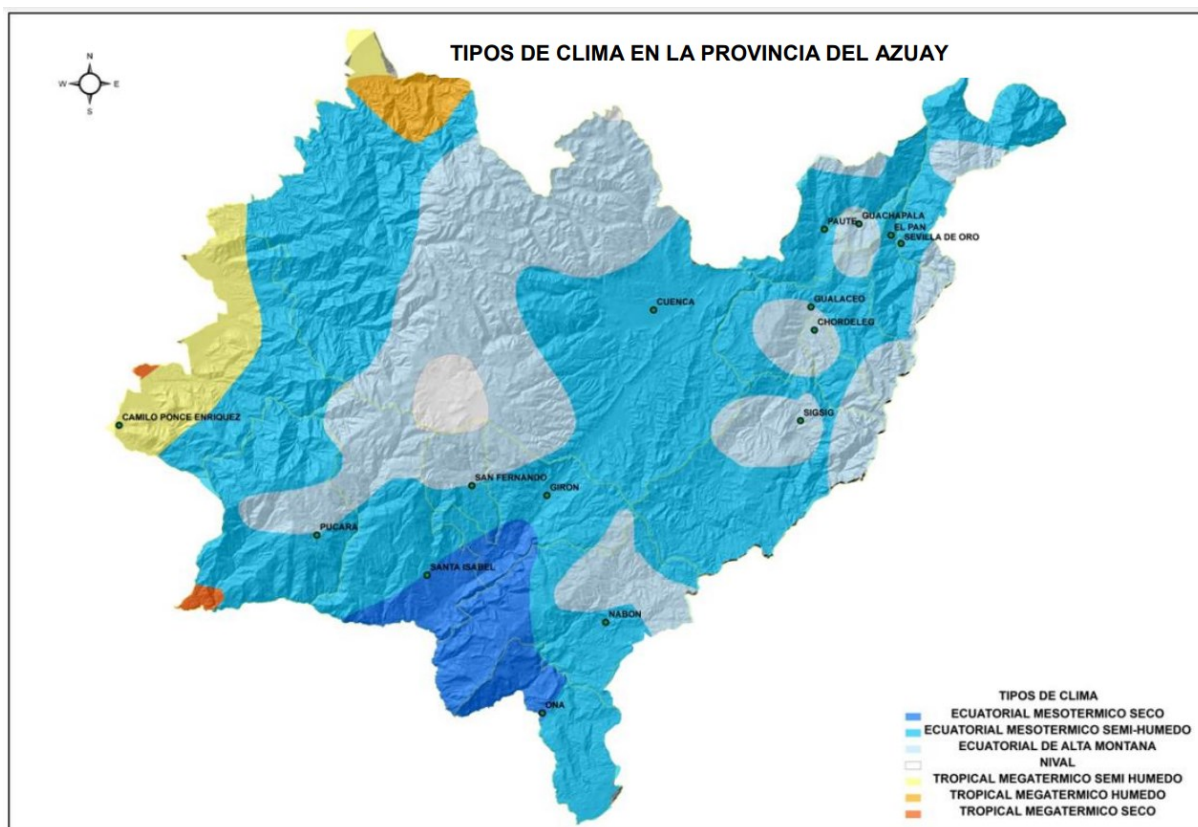 TIPOS DE CLIMA EN LA PROVINCIA DEL AZUAY
N
W E
S
PAUTE
GUACHAPALA
EL PAN
SEVILLA DE ORO
CUENCA
GUALACEO
CHORDELEG
CAMILO PONCE ENRIQUEZ
SIGSIG
SAN FERNANDO
GIRON
PUCARA
SANTA ISABEL
NABON
ONA
TIPOS DE CLIMA
ECUATORIAL MESOTERMICO SECO
ECUATORIAL MESOTERMICO SEMI-HUMEDO
ECUATORIAL DE ALTA MONTANA
NIVAL
TROPICAL MEGATERMICO SEMI HUMEDO
TROPICAL MEGATERMICO HUMEDO
TROPICAL MEGATERMICO SECO